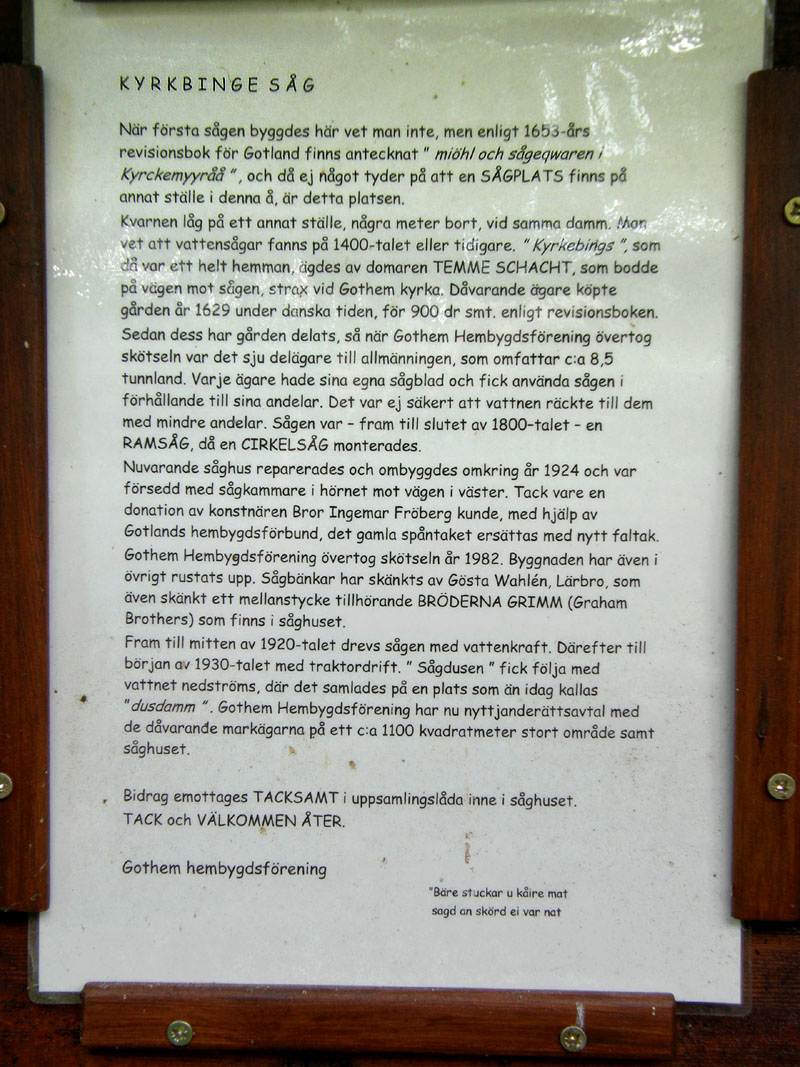 KYRKBINGE SÅG
När första sågen byggdes här vet man inte, men enligt 1653-års
revisionsbok för Gotland finns antecknat " miöhl och sågeqwaren i
Kyrckemyyråå ", och då ej något tyder på att en SÅGPLATS finns på
annat ställe i denna å, är detta platsen.
Kvarnen låg på ett annat ställe, några meter bort, vid samma damm. Man
vet att vattensågar fanns på 1400-talet eller tidigare. " Kyrkebings ", som
då var ett helt hemman, ägdes av domaren TEMME SCHACHT, som bodde
på vägen mot sågen, strax vid Gothem kyrka. Dåvarande ägare köpte
gården år 1629 under danska tiden, för 900 dr smt. enligt revisionsboken.
Sedan dess har gården delats, så när Gothem Hembygdsförening övertog
skötseln var det sju delägare till allmänningen, som omfattar c:a 8,5
tunnland. Varje ägare hade sina egna sågblad och fick använda sågen i
förhållande till sina andelar. Det var ej säkert att vattnen räckte till dem
med mindre andelar. Sågen var – fram till slutet av 1800-talet – en
RAMSÅG, då en CIRKELSÅG monterades.
Nuvarande såghus reparerades och ombyggdes omkring år 1924 och var
försedd med sågkammare i hörnet mot vägen i väster. Tack vare en
donation av konstnären Bror Ingemar Fröberg kunde, med hjälp av
Gotlands hembygdsförbund, det gamla spåntaket ersättas med nytt faltak.
Gothem Hembygdsförening övertog skötseln år 1982. Byggnaden har även i
övrigt rustats upp. Sågbänkar har skänkts av Gösta Wahlén, Lärbro, som
även skänkt ett mellanstycke tillhörande BRÖDERNA GRIMM (Graham
Brothers) som finns i såghuset.
Fram till mitten av 1920-talet drevs sågen med vattenkraft. Därefter till
början av 1930-talet med traktordrift. " Sågdusen " fick följa med
vattnet nedströms, där det samlades på en plats som än idag kallas
"dusdamm ". Gothem Hembygdsförening har nu nyttjanderättsavtal med
de dåvarande markägarna på ett c:a 1100 kvadratmeter stort område samt
såghuset.
Bidrag emottages TACKSAMT i uppsamlingslåda inne i såghuset.
TACK och VÄLKOMMEN ÅTER.
Gothem hembygdsförening
"Bäre stuckar u kåire mat
sagd an skörd ei var nat